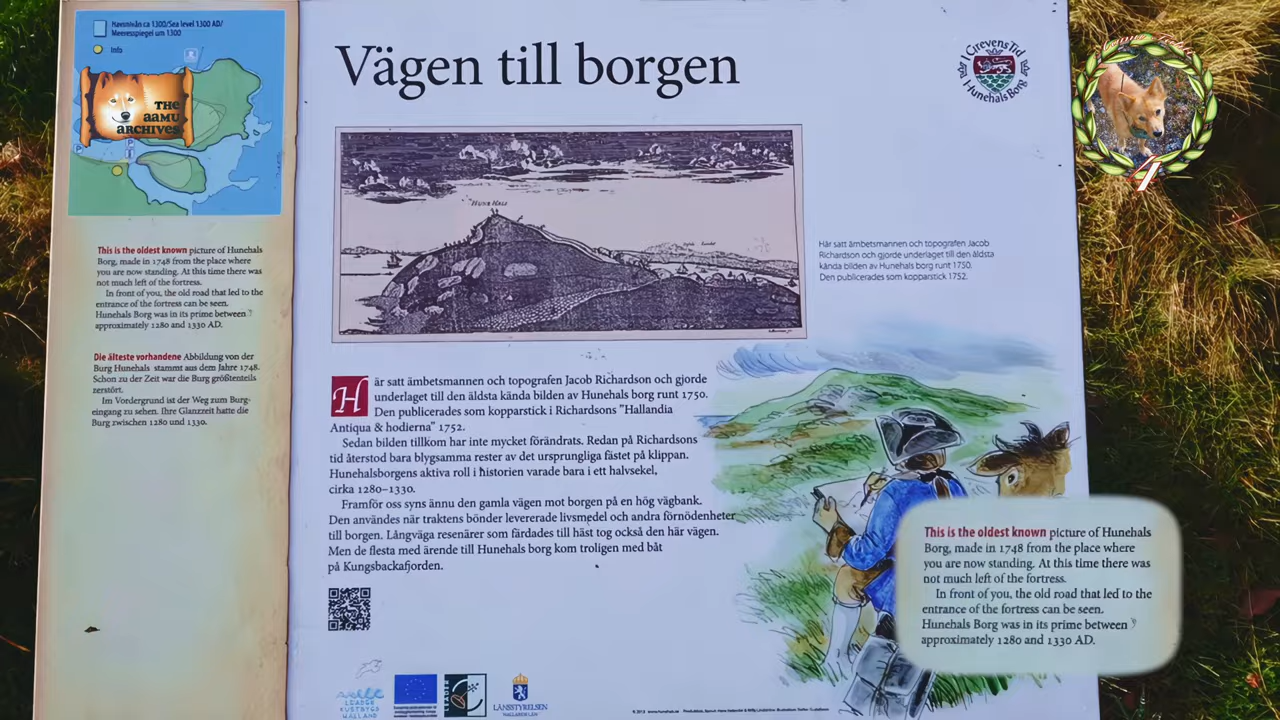 Havsnivån ca 1300/Sea level 1300 AD/
Meeresspiegel um 1300
Info
THE
AAMU
ARCHIVES
P
P
This is the oldest known picture of Hunehals
Borg, made in 1748 from the place where
you are now standing. At this time there was
not much left of the fortress.
In front of you, the old road that led to the
entrance of the fortress can be seen.
Hunehals Borg was in its prime between
approximately 1280 and 1330 AD.
Die älteste vorhandene Abbildung von der
Burg Hunehals stammt aus dem Jahre 1748.
Schon zu der Zeit war die Burg größtenteils
zerstört.
Im Vordergrund ist der Weg zum Burg-
eingang zu sehen. Ihre Glanzzeit hatte die
Burg zwischen 1280 und 1330.
Vägen till borgen
Grevens Tid
Hunehals Borg
HUNE HALS
Här satt ämbetsmannen och topografen Jacob
Richardson och gjorde underlaget till den äldsta
kända bilden av Hunehals borg runt 1750.
Den publicerades som kopparstick 1752.
Här satt ämbetsmannen och topografen Jacob Richardson och gjorde
underlaget till den äldsta kända bilden av Hunehals borg runt 1750.
Den publicerades som kopparstick i Richardsons "Hallandia
Antiqua & hodierna" 1752.
Sedan bilden tillkom har inte mycket förändrats. Redan på Richardsons
tid återstod bara blygsamma rester av det ursprungliga fästet på klippan.
Hunehalsborgens aktiva roll i historien varade bara i ett halvsekel,
cirka 1280–1330.
Framför oss syns ännu den gamla vägen mot borgen på en hög vägbank.
Den användes när traktens bönder levererade livsmedel och andra förnödenheter
till borgen. Långväga resenärer som färdades till häst tog också den här vägen.
Men de flesta med ärende till Hunehals borg kom troligen med båt
på Kungsbackafjorden.
LEADER
KUSTBYGD
HALLAND
LÄNSSTYRELSEN
HALLANDS LÄN
This is the oldest known picture of Hunehals
Borg, made in 1748 from the place where
you are now standing. At this time there was
not much left of the fortress.
In front of you, the old road that led to the
entrance of the fortress can be seen.
Hunehals Borg was in its prime between
approximately 1280 and 1330 AD.